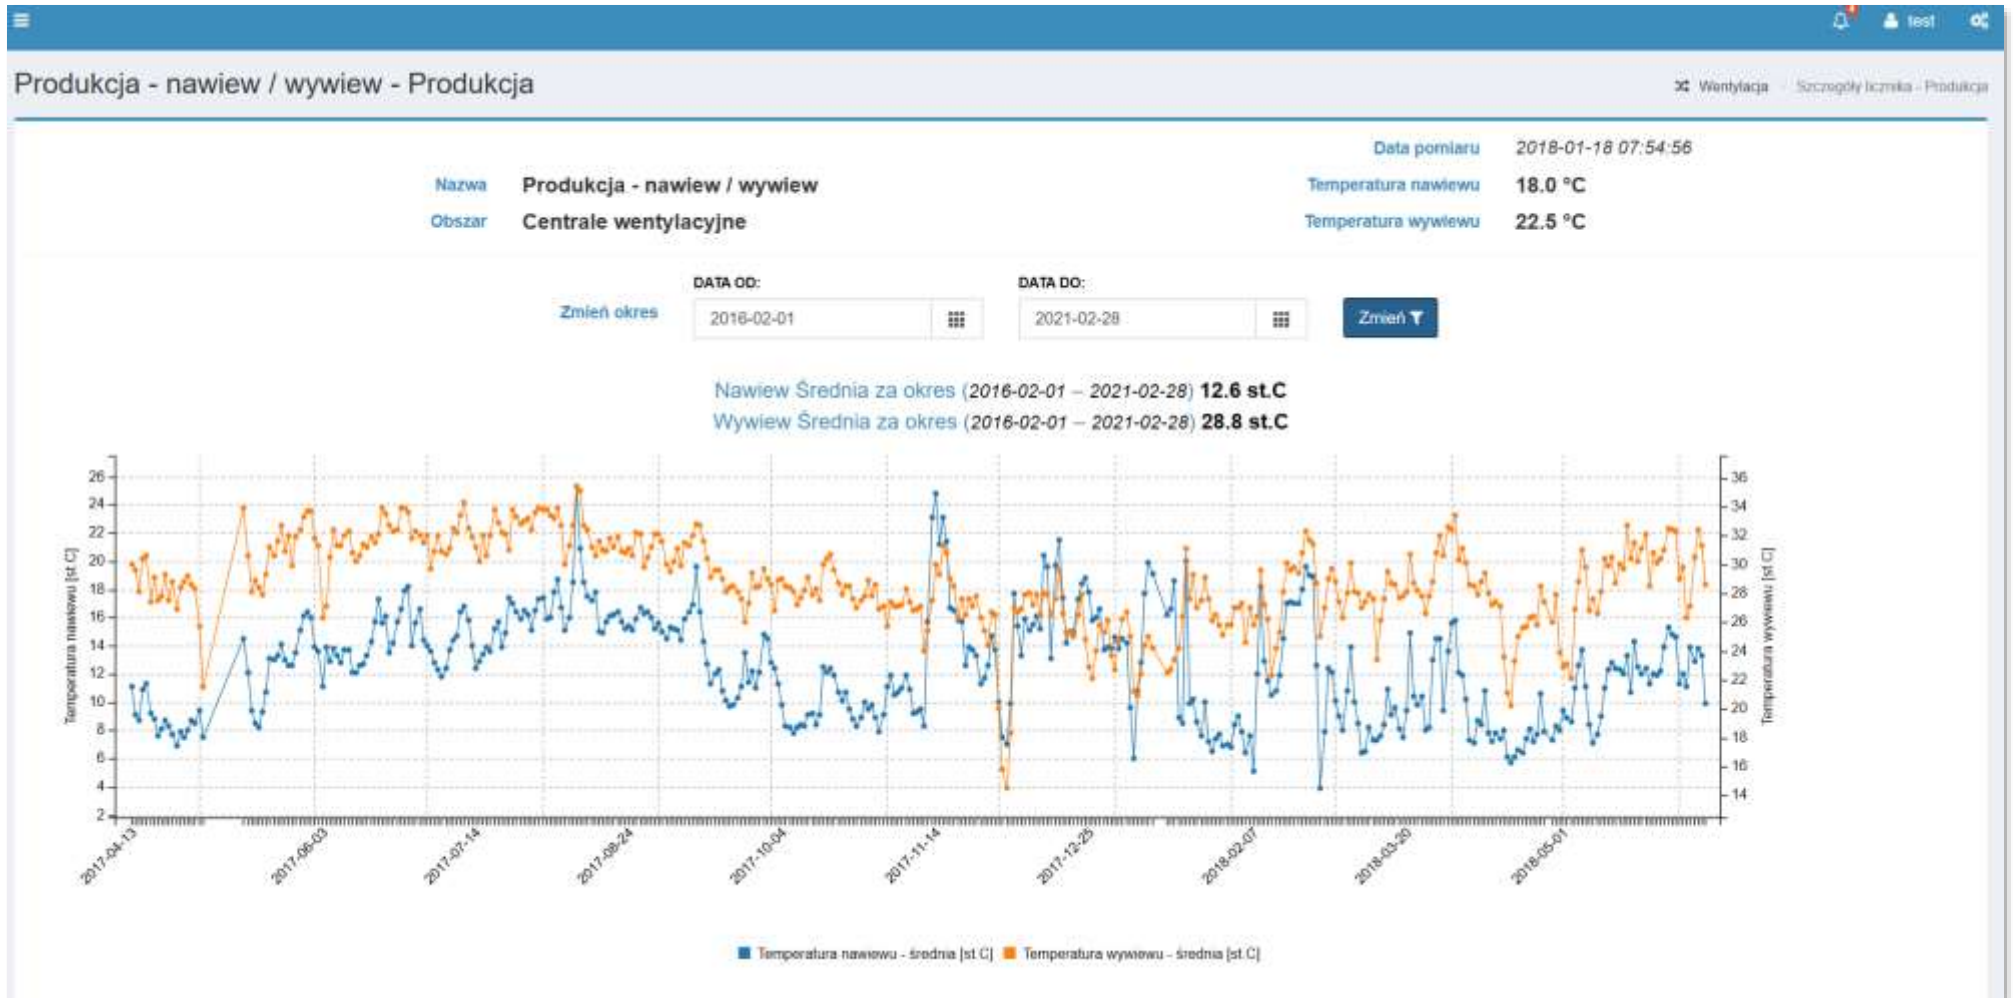 test
Produkcja - nawiew / wywiew - Produkcja
Wentylacja
Szczegóły licznika - Produkcja
Data pomiaru 2018-01-18 07:54:56
Nazwa Produkcja - nawiew / wywiew
Temperatura nawiewu 18.0 °C
Obszar Centrale wentylacyjne
Temperatura wywiewu 22.5 °C
DATA OD: DATA DO:
Zmień okres 2016-02-01 2021-02-28 Zmień
Nawiew Średnia za okres (2016-02-01 – 2021-02-28) 12.6 st.C
Wywiew Średnia za okres (2016-02-01 – 2021-02-28) 28.8 st.C
Temperatura nawiewu [st.C]
26
24
22
20
18
16
14
12
10
8
6
4
2
36
34
32
30
28
26
24
22
20
18
16
14
Temperatura wywiewu [st.C]
2017-04-13 2017-06-03 2017-07-14 2017-08-24 2017-10-04 2017-11-14 2017-12-25 2018-02-07 2018-03-20 2018-05-01
Temperatura nawiewu - średnia [st.C] Temperatura wywiewu - średnia [st.C]